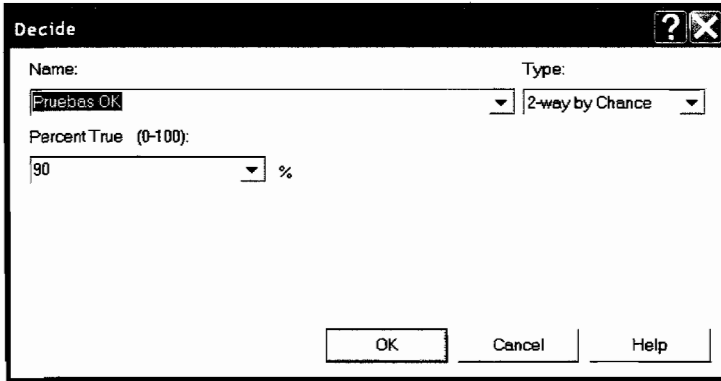 Decide
Name: Type:
Pruebas OK 2-way by Chance
Percent True (0-100):
90 %
OK Cancel Help